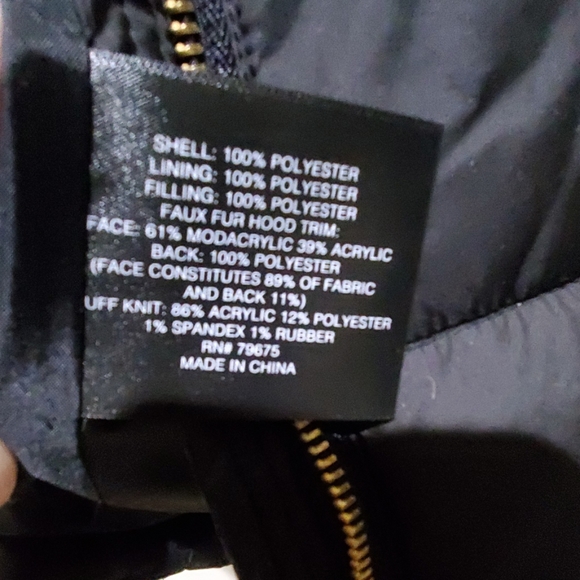 SHELL: 100% POLYESTER
LINING: 100% POLYESTER
FILLING: 100% POLYESTER
FAUX FUR HOOD TRIM:
FACE: 61% MODACRYLIC 39% ACRYLIC
BACK: 100% POLYESTER
(FACE CONSTITUTES 89% OF FABRIC
AND BACK 11%)
UFF KNIT: 86% ACRYLIC 12% POLYESTER
1% SPANDEX 1% RUBBER
RN# 79675
MADE IN CHINA